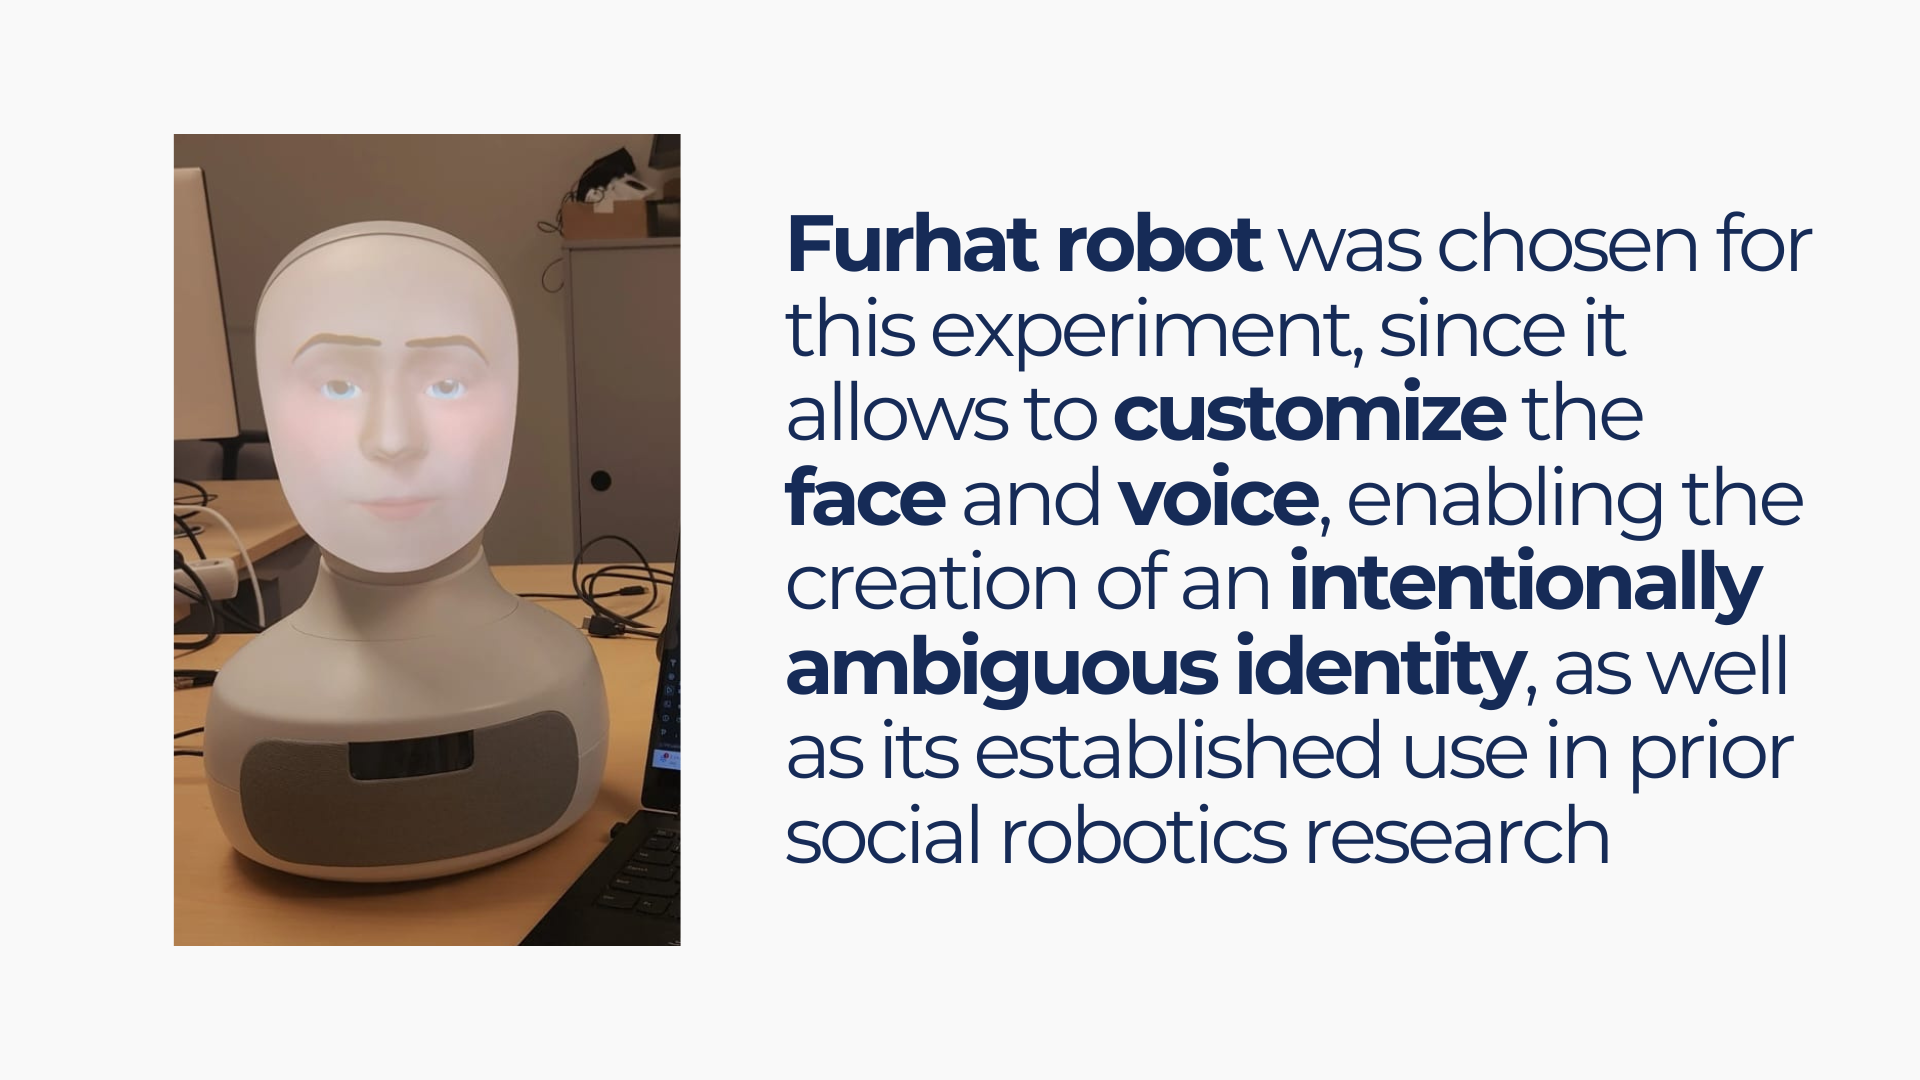 Furhat robot was chosen for
this experiment, since it
allows to customize the
face and voice, enabling the
creation of an intentionally
ambiguous identity, as well
as its established use in prior
social robotics research